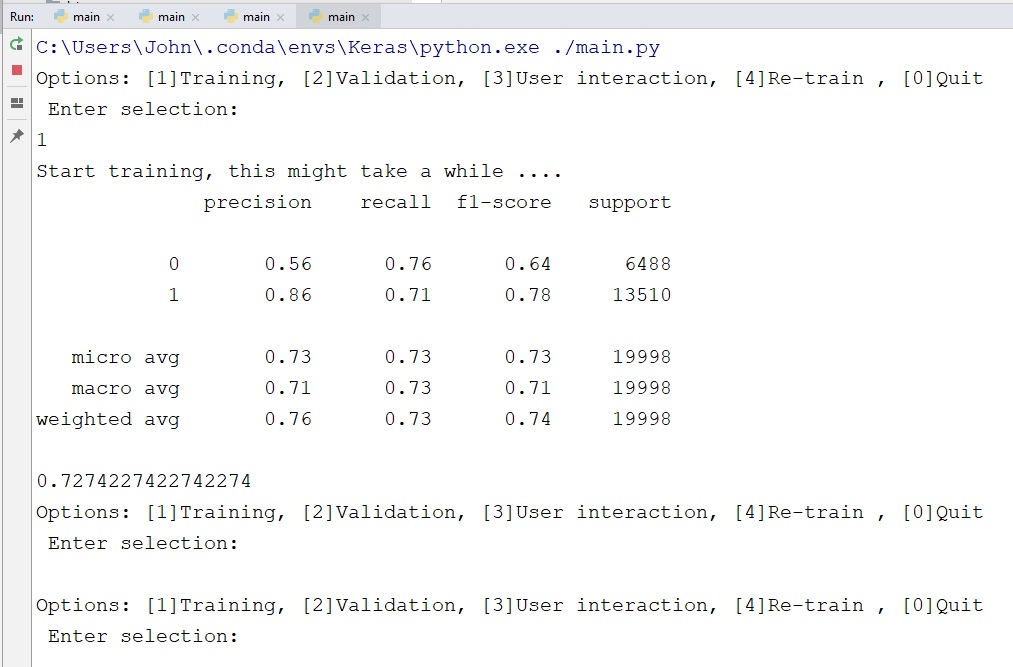 Run: main × main × main × main ×
C:\Users\John\.conda\envs\Keras\python.exe ./main.py
Options: [1]Training, [2]Validation, [3]User interaction, [4]Re-train , [0]Quit
Enter selection:
1
Start training, this might take a while ....
precision recall f1-score support
0 0.56 0.76 0.64 6488
1 0.86 0.71 0.78 13510
micro avg 0.73 0.73 0.73 19998
macro avg 0.71 0.73 0.71 19998
weighted avg 0.76 0.73 0.74 19998
0.7274227422742274
Options: [1]Training, [2]Validation, [3]User interaction, [4]Re-train , [0]Quit
Enter selection:
Options: [1]Training, [2]Validation, [3]User interaction, [4]Re-train , [0]Quit
Enter selection: